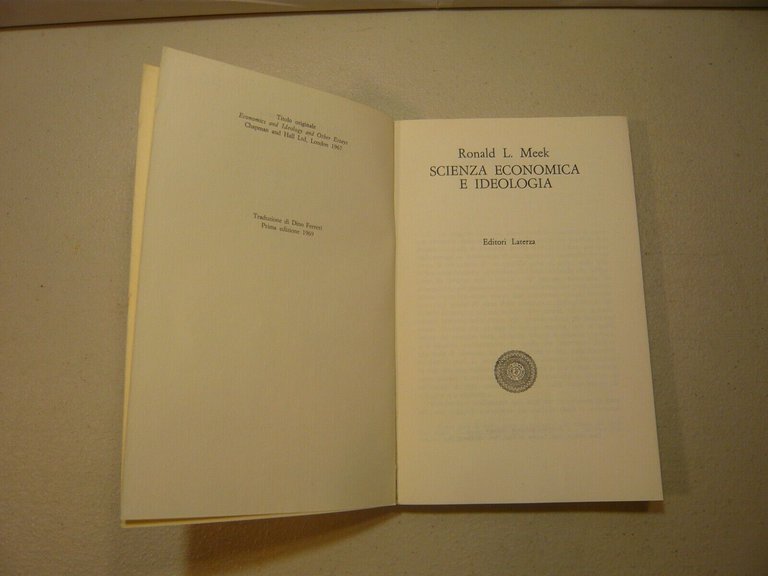 Titolo originale
Economics and Ideology and Other Essays
Chapman and Hall Ltd, London 1967
Traduzione di Dino Ferreri
Prima edizione 1969
Ronald L. Meek
SCIENZA ECONOMICA
E IDEOLOGIA
Editori Laterza